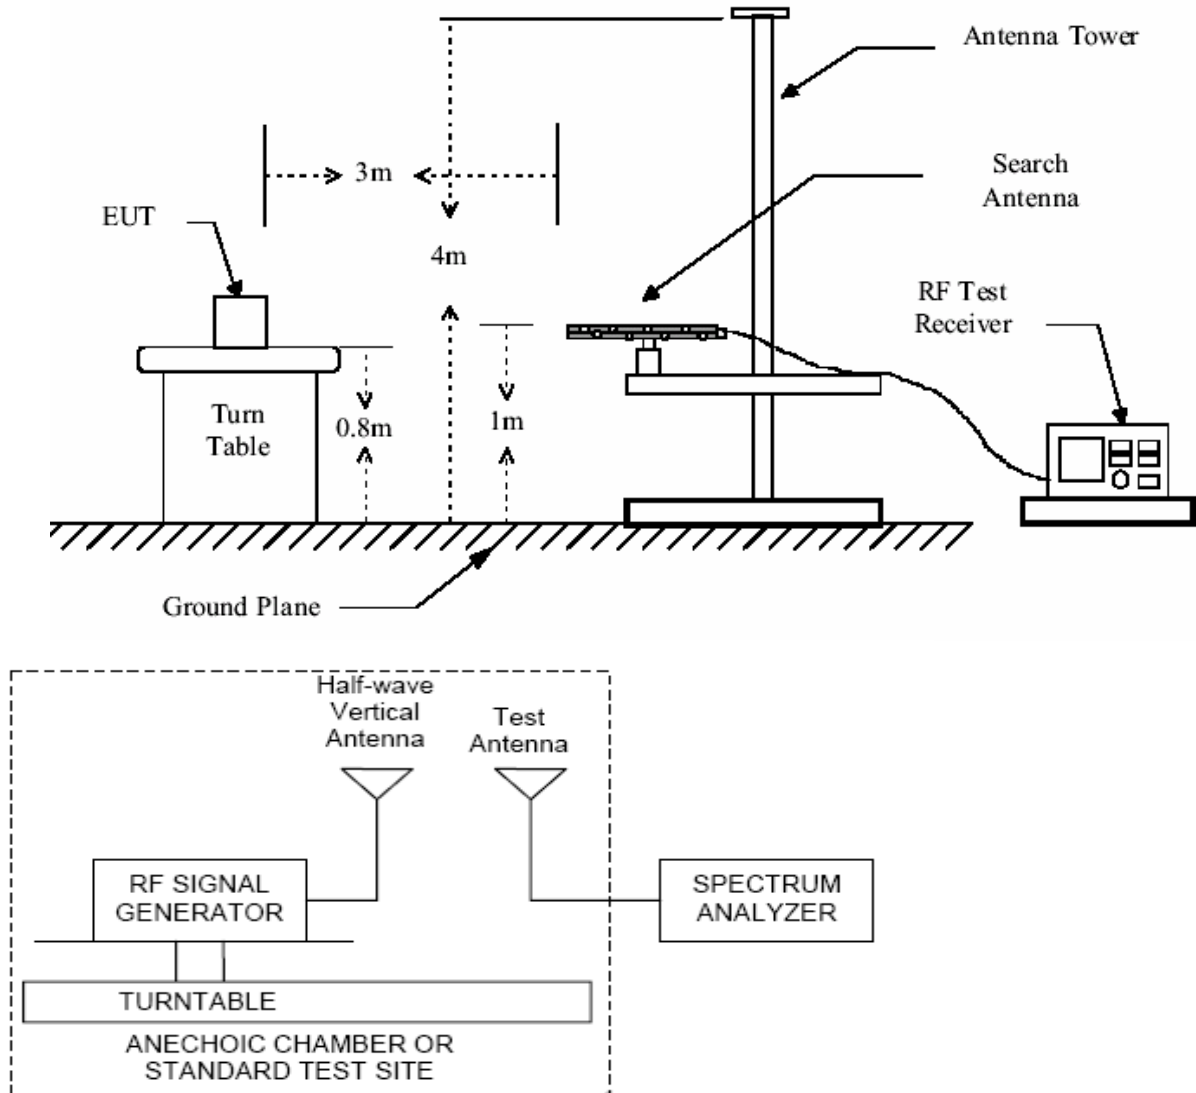 Antenna Tower
3m
Search
Antenna
EUT
4m
RF Test
Receiver
Turn
Table
0.8m
1m
Ground Plane
Half-wave
Vertical
Antenna
Test
Antenna
RF SIGNAL
GENERATOR
SPECTRUM
ANALYZER
TURNTABLE
ANECHOIC CHAMBER OR
STANDARD TEST SITE